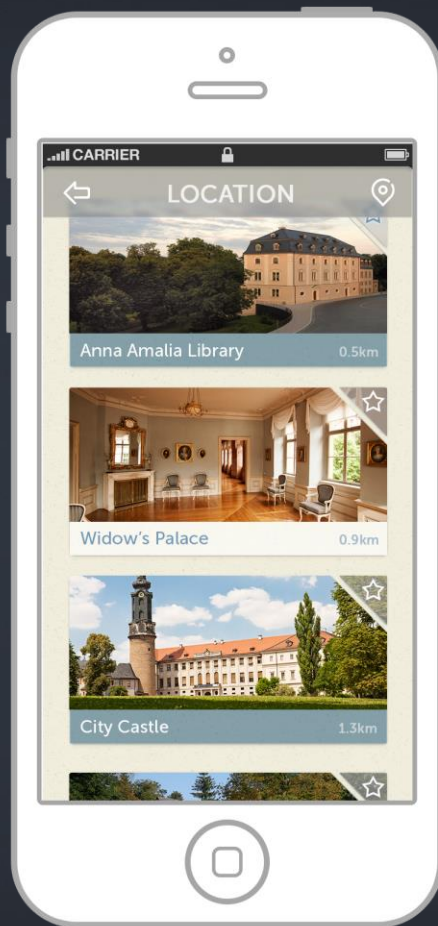 CARRIER
LOCATION
Anna Amalia Library 0.5km
Widow's Palace 0.9km
City Castle 1.3km